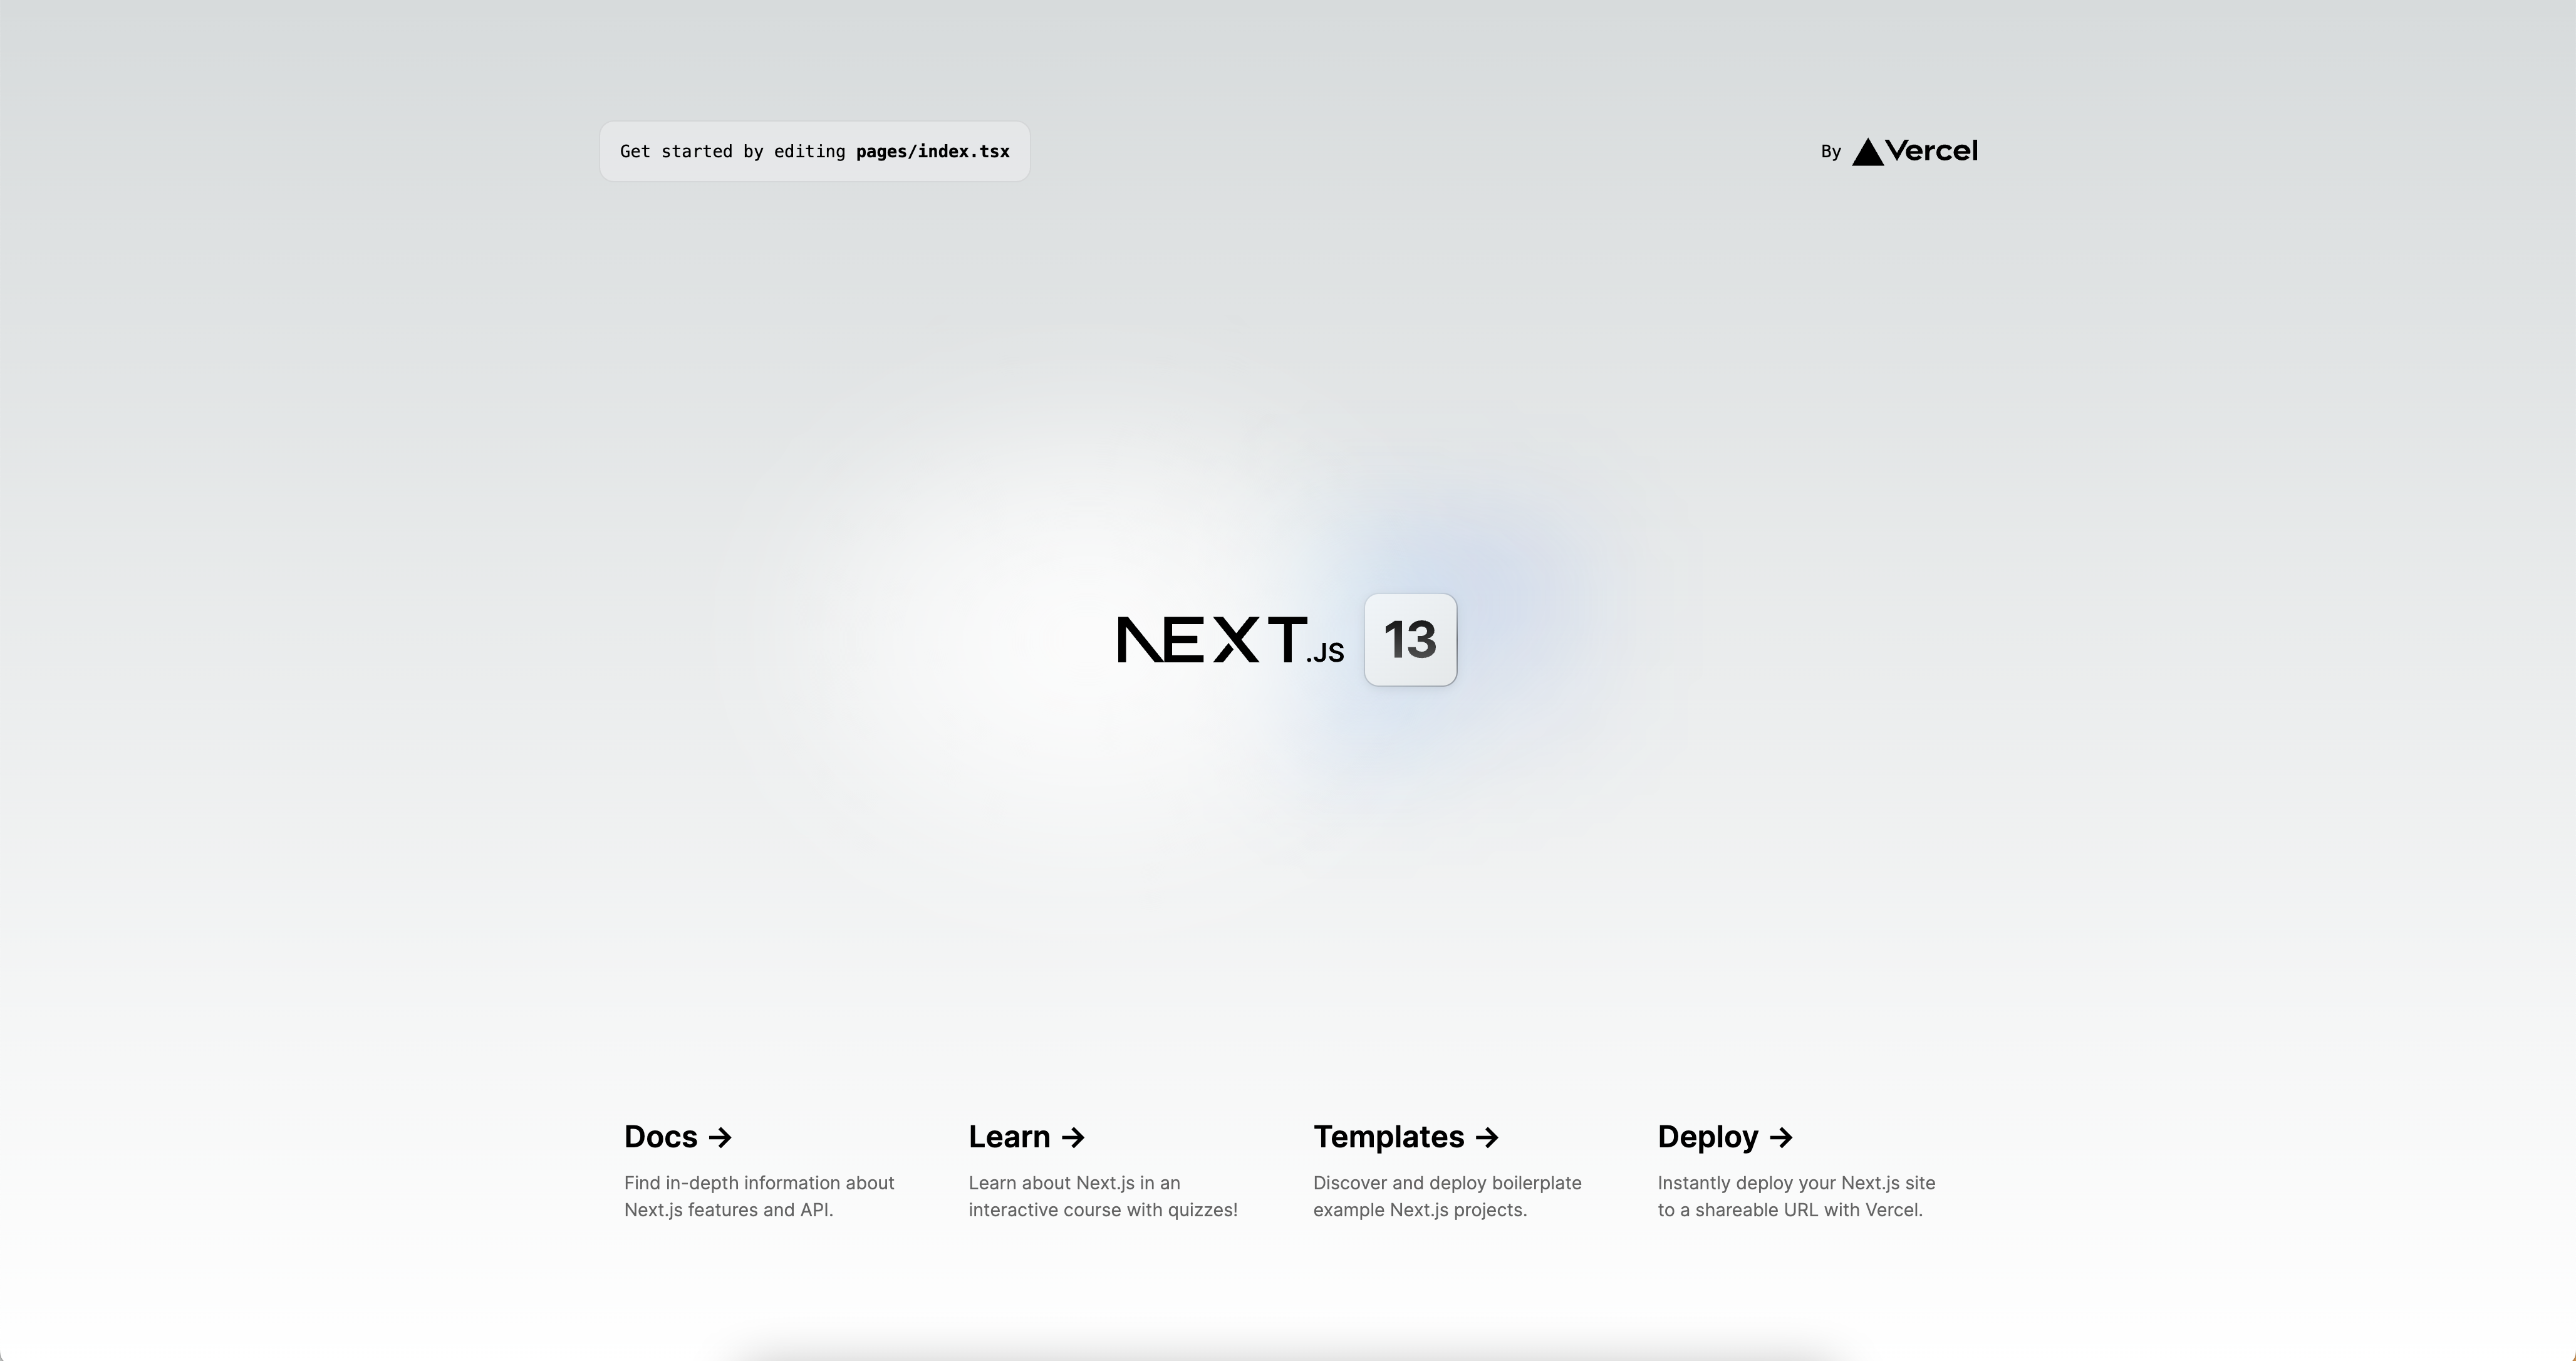 Get started by editing pages/index.tsx
By Vercel
NEXT.JS 13
Docs →
Find in-depth information about
Next.js features and API.
Learn →
Learn about Next.js in an
interactive course with quizzes!
Templates →
Discover and deploy boilerplate
example Next.js projects.
Deploy →
Instantly deploy your Next.js site
to a shareable URL with Vercel.